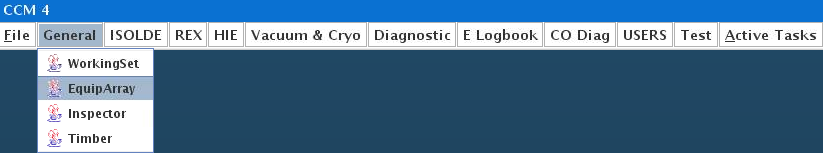 CCM 4
File General ISOLDE REX HIE Vacuum & Cryo Diagnostic E Logbook CO Diag USERS Test Active Tasks
WorkingSet
EquipArray
Inspector
Timber